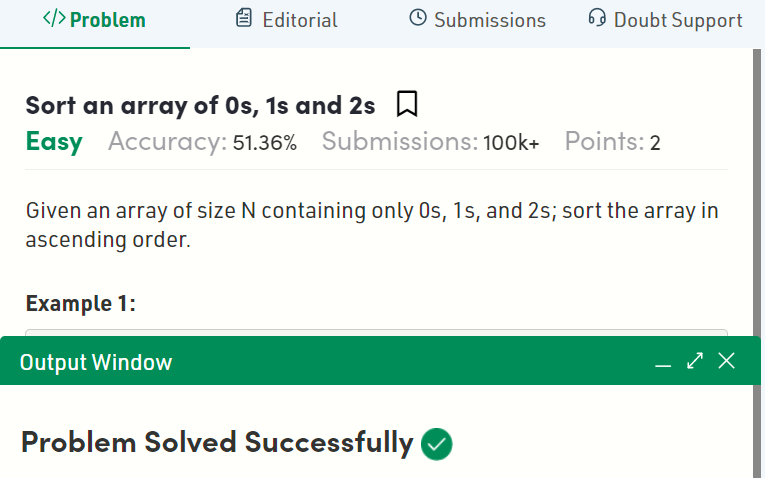 </> Problem Editorial Submissions Doubt Support
Sort an array of 0s, 1s and 2s
Easy Accuracy: 51.36% Submissions: 100k+ Points: 2
Given an array of size N containing only 0s, 1s, and 2s; sort the array in
ascending order.
Example 1:
Output Window
Problem Solved Successfully